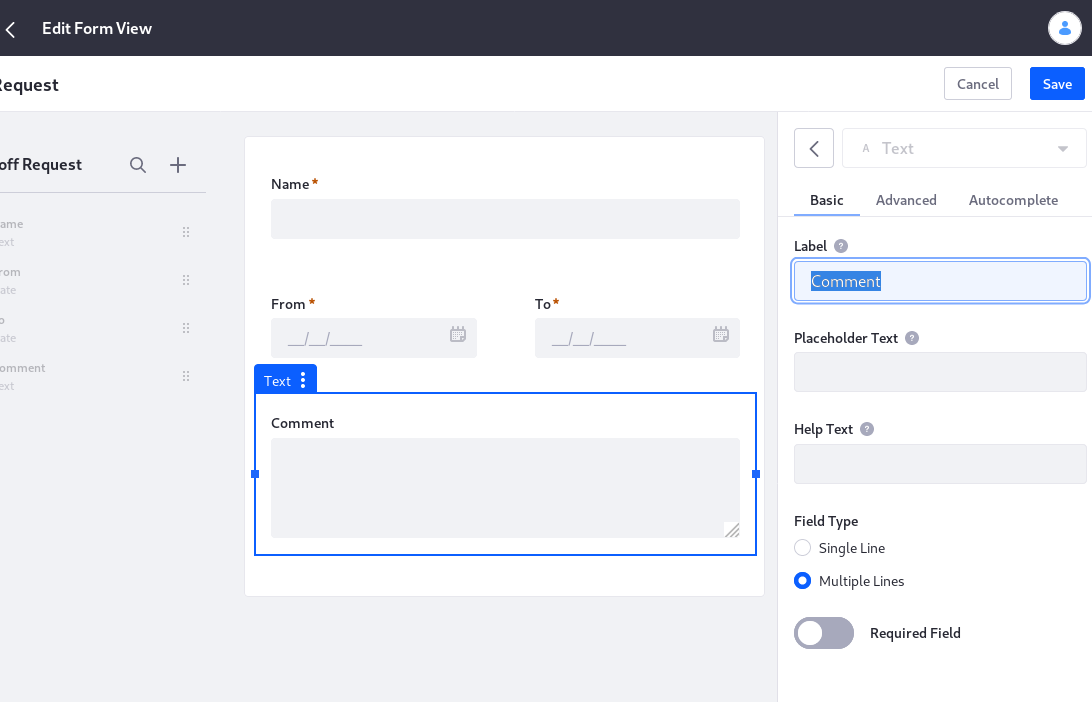 Edit Form View
Request
Cancel
Save
off Request
ame
ext
rom
ate
o
ate
omment
ext
Name*
From*
To*
__/__/____
__/__/____
Text
Comment
A Text
Basic Advanced Autocomplete
Label ?
Comment
Placeholder Text ?
Help Text ?
Field Type
Single Line
Multiple Lines
Required Field